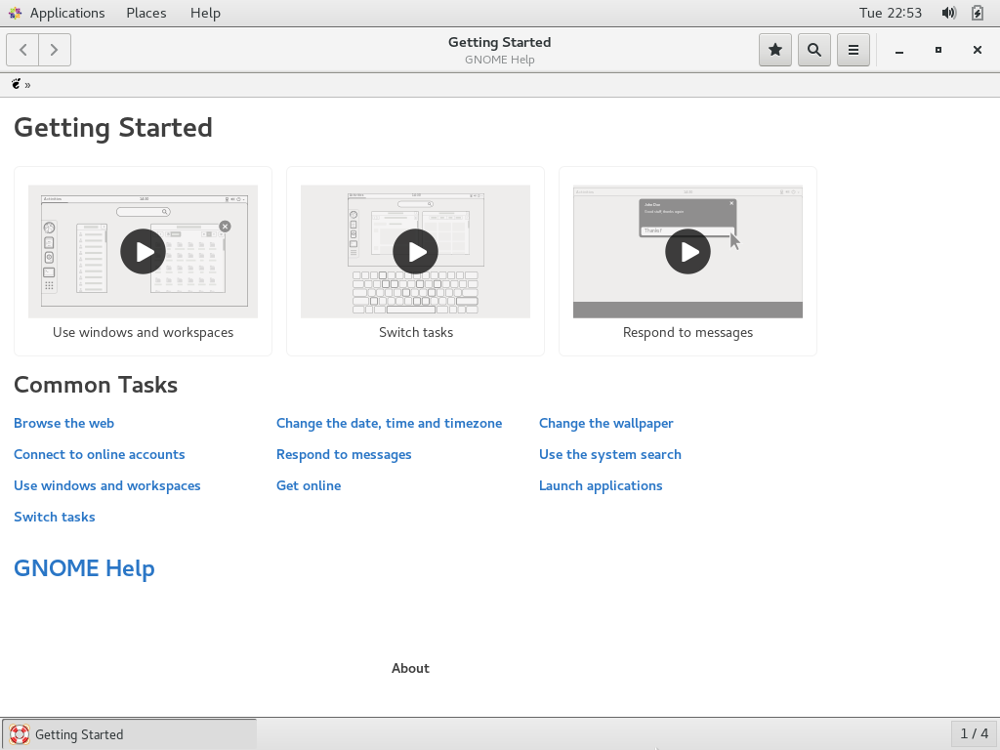 Applications Places Help Tue 22:53
Getting Started
GNOME Help
»
Getting Started
Use windows and workspaces
Thanks!
Switch tasks
Respond to messages
Common Tasks
Browse the web
Change the date, time and timezone
Change the wallpaper
Connect to online accounts
Respond to messages
Use the system search
Use windows and workspaces
Get online
Launch applications
Switch tasks
GNOME Help
About
Getting Started
1 / 4